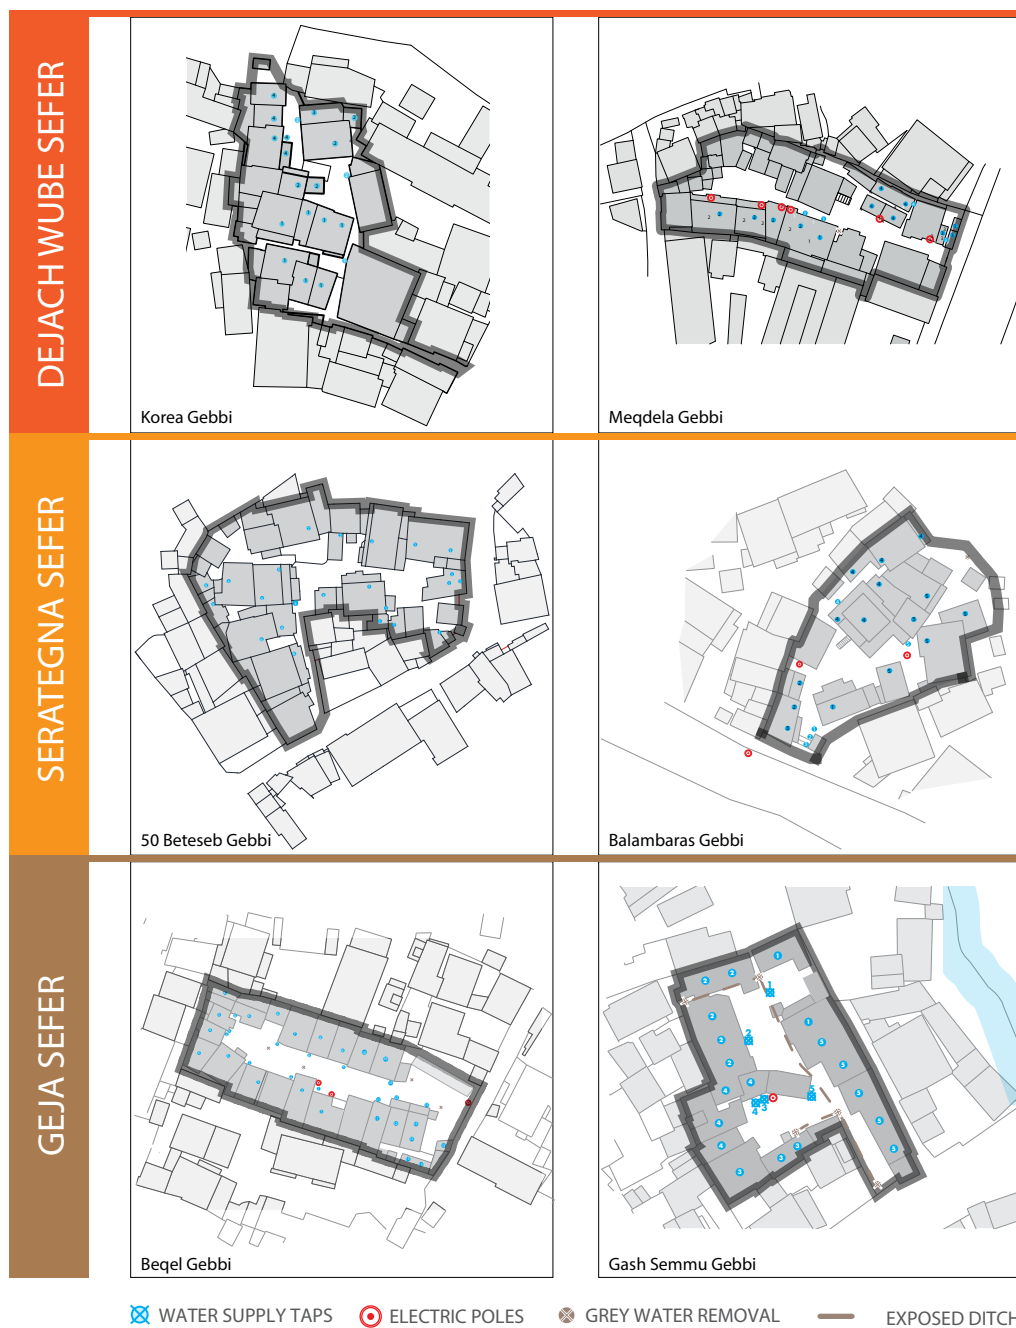 DEJACH WUBE SEFER
Korea Gebbi
Meqdela Gebbi
SERATEGNA SEFER
50 Beteseb Gebbi
Balambaras Gebbi
GEJA SEFER
Beqel Gebbi
Gash Semmu Gebbi
WATER SUPPLY TAPS
ELECTRIC POLES
GREY WATER REMOVAL
EXPOSED DITCH